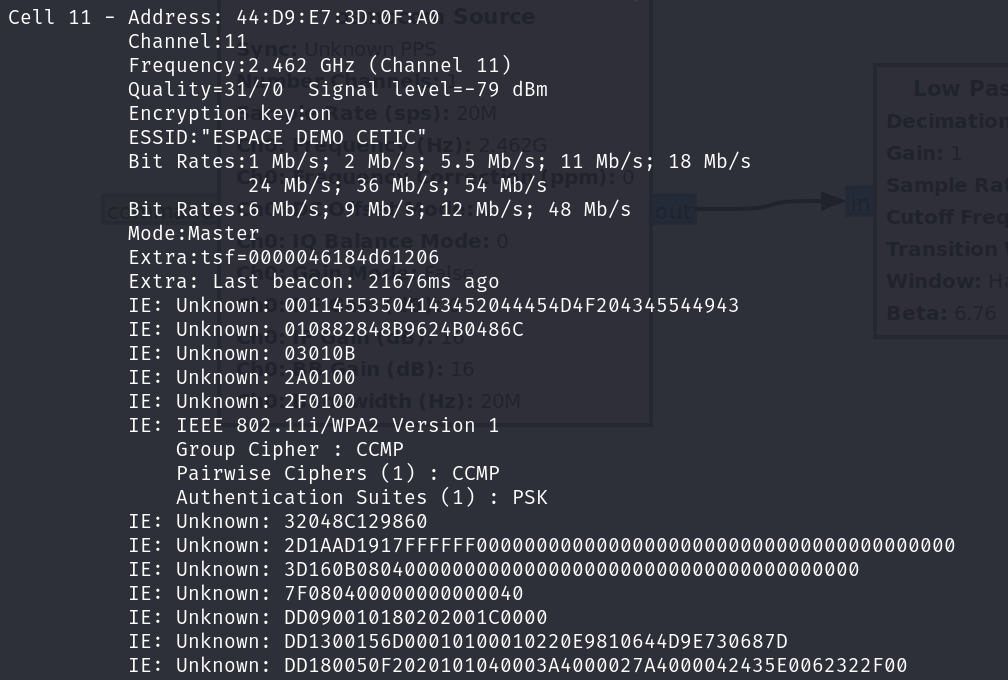 Cell 11 - Address: 44:D9:E7:3D:0F:A0
Channel:11
Frequency:2.462 GHz (Channel 11)
Quality=31/70  Signal level=-79 dBm
Encryption key:on
ESSID:"ESPACE DEMO CETIC"
Bit Rates:1 Mb/s; 2 Mb/s; 5.5 Mb/s; 11 Mb/s; 18 Mb/s
24 Mb/s; 36 Mb/s; 54 Mb/s
Bit Rates:6 Mb/s; 9 Mb/s; 12 Mb/s; 48 Mb/s
Mode:Master
Extra:tsf=0000046184d61206
Extra: Last beacon: 21676ms ago
IE: Unknown: 00114553504143452044454D4F204345544943
IE: Unknown: 010882848B9624B0486C
IE: Unknown: 03010B
IE: Unknown: 2A0100
IE: Unknown: 2F0100
IE: IEEE 802.11i/WPA2 Version 1
Group Cipher : CCMP
Pairwise Ciphers (1) : CCMP
Authentication Suites (1) : PSK
IE: Unknown: 32048C129860
IE: Unknown: 2D1AAD1917FFFFFF0000000000000000000000000000000000000000
IE: Unknown: 3D160B080400000000000000000000000000000000000000
IE: Unknown: 7F080400000000000040
IE: Unknown: DD090010180202001C0000
IE: Unknown: DD1300156D00010100010220E9810644D9E730687D
IE: Unknown: DD180050F2020101040003A4000027A4000042435E0062322F00
Source
Sync: Unknown PPS
Rate (sps): 20M
(Hz): 2.462G
Correction (ppm): 0
Ch0: IQ Balance Mode: 0
Gain (dB): 16
(Hz): 20M
out
in
Low Pas
Decimation
Gain: 1
Sample Rat
Cutoff Freq
Transition
Window: Ha
Beta: 6.76